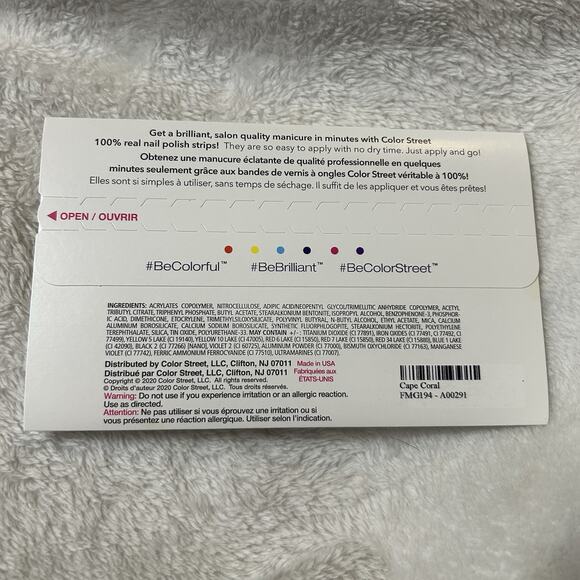 Get a brilliant, salon quality manicure in minutes with Color Street
100% real nail polish strips! They are so easy to apply with no dry time. Just apply and go!
Obtenez une manucure éclatante de qualité professionnelle en quelques
minutes seulement grâce aux bandes de vernis à ongles Color Street véritable à 100%!
Elles sont si simples à utiliser, sans temps de séchage. Il suffit de les appliquer et vous êtes prêtes!
OPEN / OUVRIR
#BeColorful™ #BeBrilliant™ #BeColorStreet™
INGREDIENTS: ACRYLATES COPOLYMER, NITROCELLULOSE, ADIPIC ACID/NEOPENTYL GLYCOL/TRIMELLITIC ANHYDRIDE COPOLYMER, ACETYL
TRIBUTYL CITRATE, TRIPHENYL PHOSPHATE, BUTYL ACETATE, STEARALKONIUM BENTONITE, ISOPROPYL ALCOHOL, BENZOPHENONE-3, PHOSPHOR-
IC ACID, DIMETHICONE, ETOCRYLENE, TRIMETHYLSILOXYSILICATE, POLYVINYL BUTYRAL, N-BUTYL ALCOHOL, ETHYL ACETATE, MICA, CALCIUM
ALUMINUM BOROSILICATE, CALCIUM SODIUM BOROSILICATE, SYNTHETIC FLUORPHLOGOPITE, STEARALKONIUM HECTORITE, POLYETHYLENE
TEREPHTHALATE, SILICA, TIN OXIDE, POLYURETHANE-33. MAY CONTAIN +/- : TITANIUM DIOXIDE (CI 77891), IRON OXIDES (CI 77491, CI 77492, CI
77499), YELLOW 5 LAKE (CI 19140), YELLOW 10 LAKE (CI 47005), RED 6 LAKE (CI 15850), RED 7 LAKE (CI 15850), RED 34 LAKE (CI 15880), BLUE 1 LAKE
(CI 42090), BLACK 2 (CI 77266) [NANO], VIOLET 2 (CI 60725), ALUMINUM POWDER (CI 77000), BISMUTH OXYCHLORIDE (CI 77163), MANGANESE
VIOLET (CI 77742), FERRIC AMMONIUM FERROCYANIDE (CI 77510), ULTRAMARINES (CI 77007).
Distributed by Color Street, LLC, Clifton, NJ 07011 Made in USA
Distribué par Color Street, LLC, Clifton, NJ 07011 Fabriquées aux
Copyright © 2020 Color Street, LLC. All rights reserved. ÉTATS-UNIS
© Droits d'auteur 2020 Color Street, LLC. Tous droits réservés.
Warning: Do not use if you experience irritation or an allergic reaction.
Use as directed.
Attention: Ne pas utiliser si vous éprouvez une irritation ou si
vous présentez une réaction allergique. Utiliser selon l'indication.
Cape Coral
FMG194 - A00291